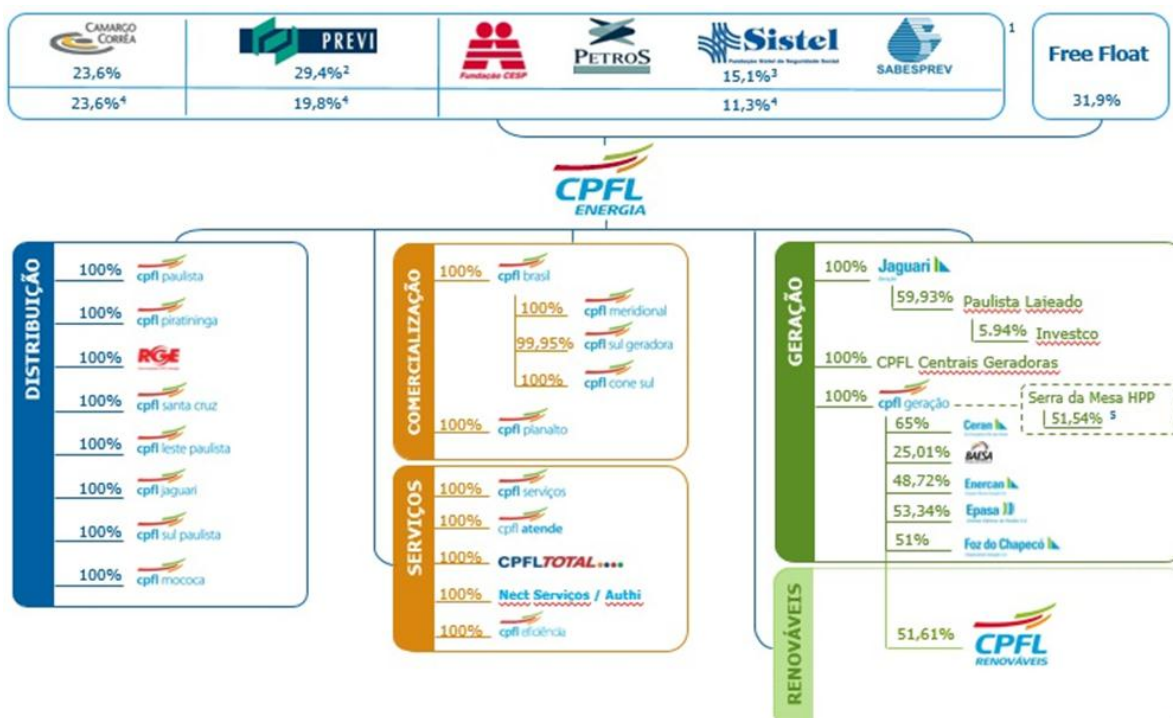 CAMARGO
CORRÊA
PREVI
Fundação CESP
PETROS
Sistel
Fundação Sistel de Seguridade Social
SABESPREV
1
23,6%
29,4%²
15,1%³
23,6%⁴
19,8%⁴
11,3%⁴
Free Float
31,9%
CPFL
ENERGIA
DISTRIBUIÇÃO
100% cpfl paulista
100% cpfl piratininga
100% RGE
100% cpfl santa cruz
100% cpfl leste paulista
100% cpfl jaguari
100% cpfl sul paulista
100% cpfl mococa
COMERCIALIZAÇÃO
100% cpfl brasil
100% cpfl meridional
99,95% cpfl sul geradora
100% cpfl cone sul
100% cpfl planalto
SERVIÇOS
100% cpfl serviços
100% cpfl atende
100% CPFLTOTAL....
100% Nect Serviços / Authi
100% cpfl eficiência
GERAÇÃO
100% Jaguari
59,93% Paulista Lajeado
5.94% Investco
100% CPFL Centrais Geradoras
100% cpfl geração
Serra da Mesa HPP
51,54% ⁵
65% Ceran
25,01% BAESA
48,72% Enercan
53,34% Epasa
51% Foz do Chapecó
RENOVÁVEIS
51,61% CPFL
RENOVÁVEIS